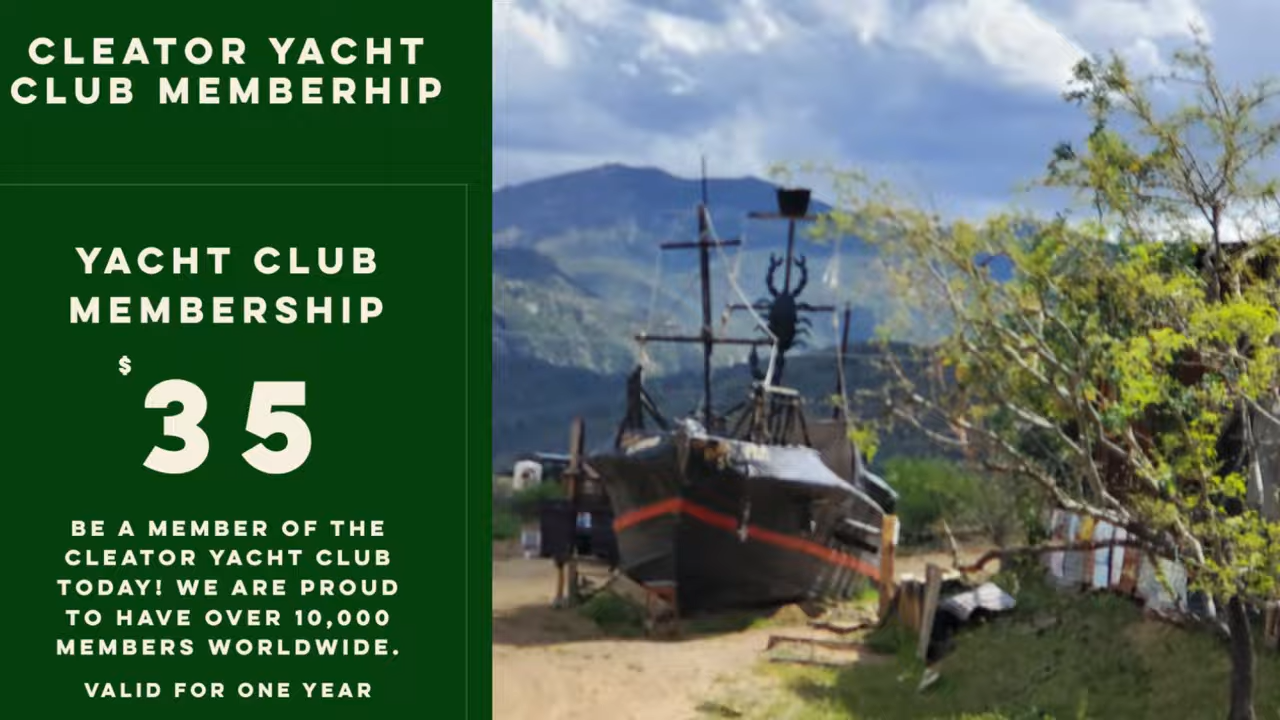 CLEATOR YACHT
CLUB MEMBERHIP
YACHT CLUB
MEMBERSHIP
$35
BE A MEMBER OF THE
CLEATOR YACHT CLUB
TODAY! WE ARE PROUD
TO HAVE OVER 10,000
MEMBERS WORLDWIDE.
VALID FOR ONE YEAR